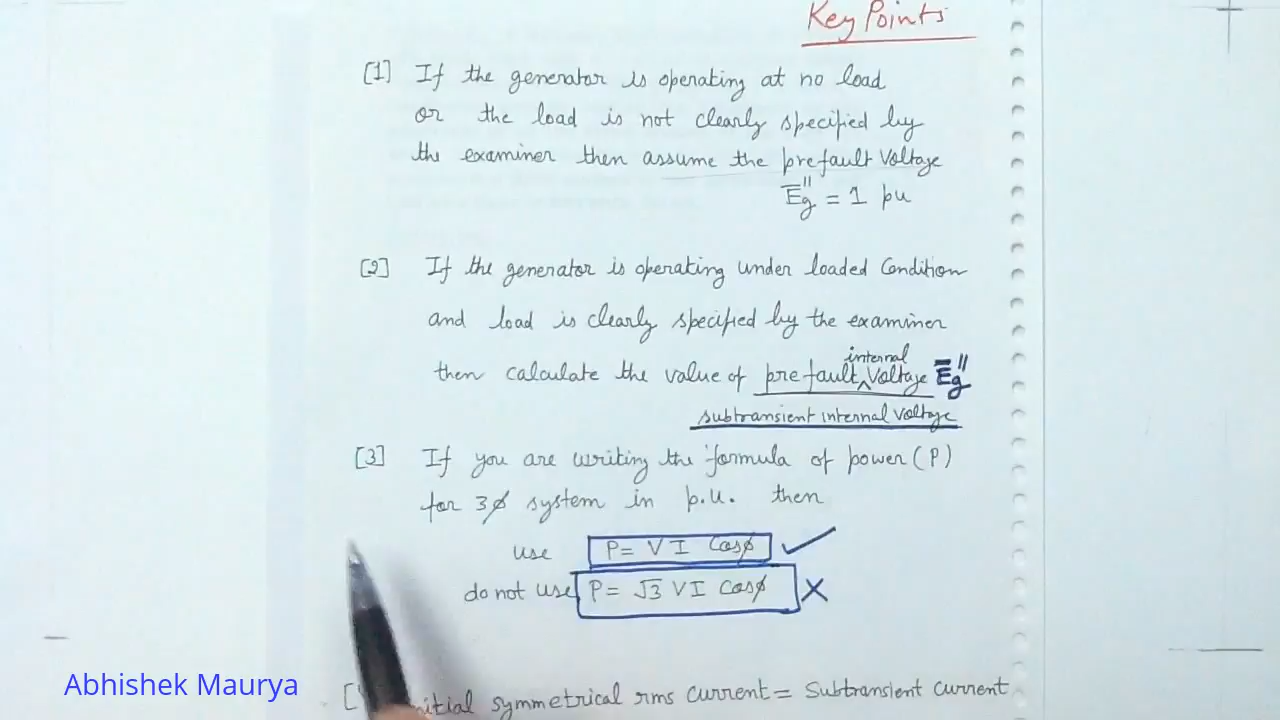 Key Points
[1] If the generator is operating at no load
or the load is not clearly specified by
the examiner then assume the prefault Voltage
Eg" = 1 pu
[2] If the generator is operating under loaded Condition
and load is clearly specified by the examiner
then calculate the value of prefault internal Voltage Eg"
subtransient internal voltage
[3] If you are writing the formula of power (P)
for 3ø system in p.u. then
use P= VI Cosø ✓
do not use P= √3 VI Cosø ×
[ symmetrical rms current = Subtransient current
Abhishek Maurya